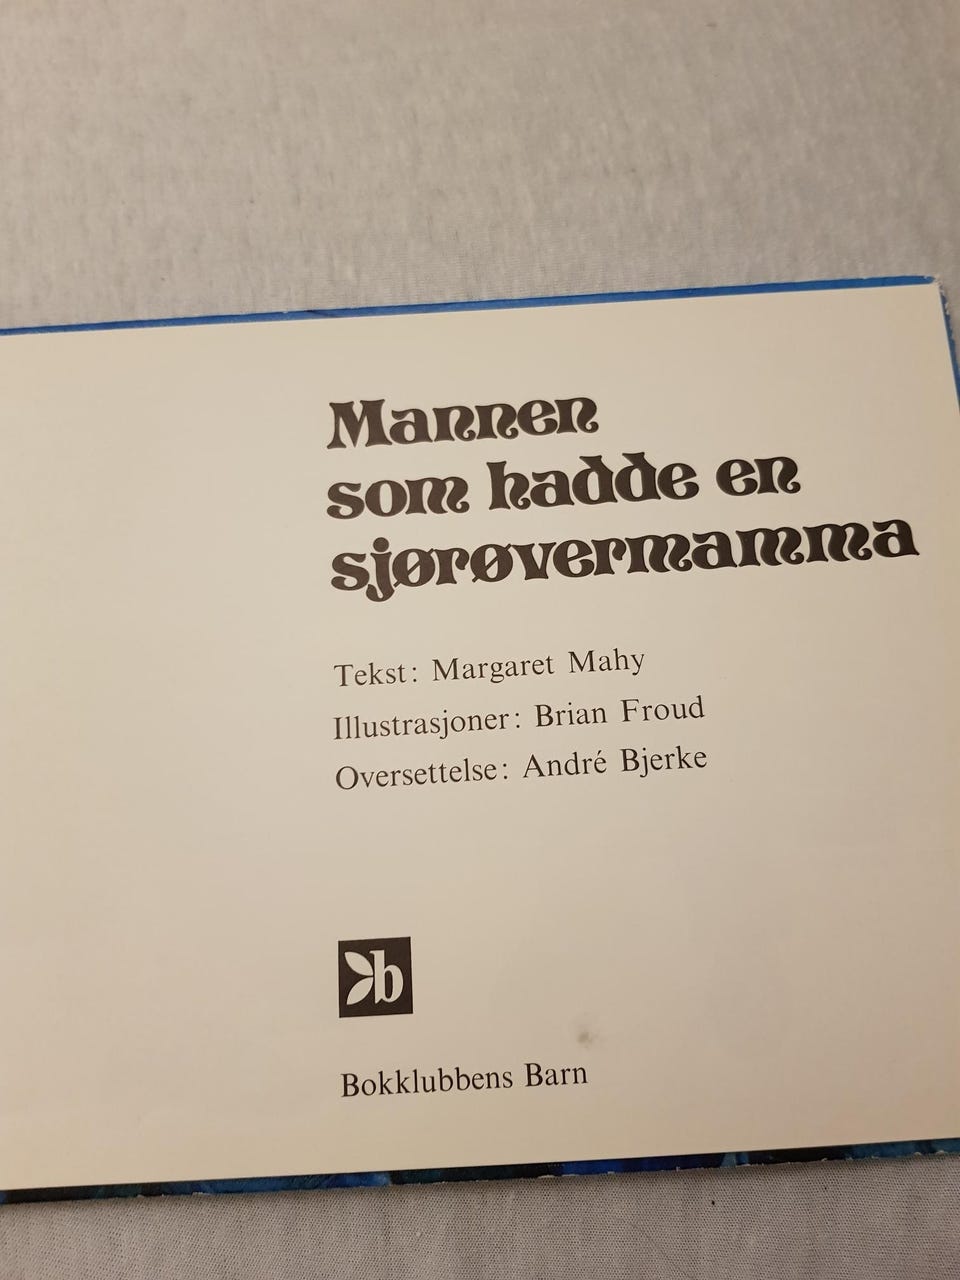 Mannen
som hadde en
sjørøvermamma
Tekst: Margaret Mahy
Illustrasjoner: Brian Froud
Oversettelse: André Bjerke
b
Bokklubbens Barn